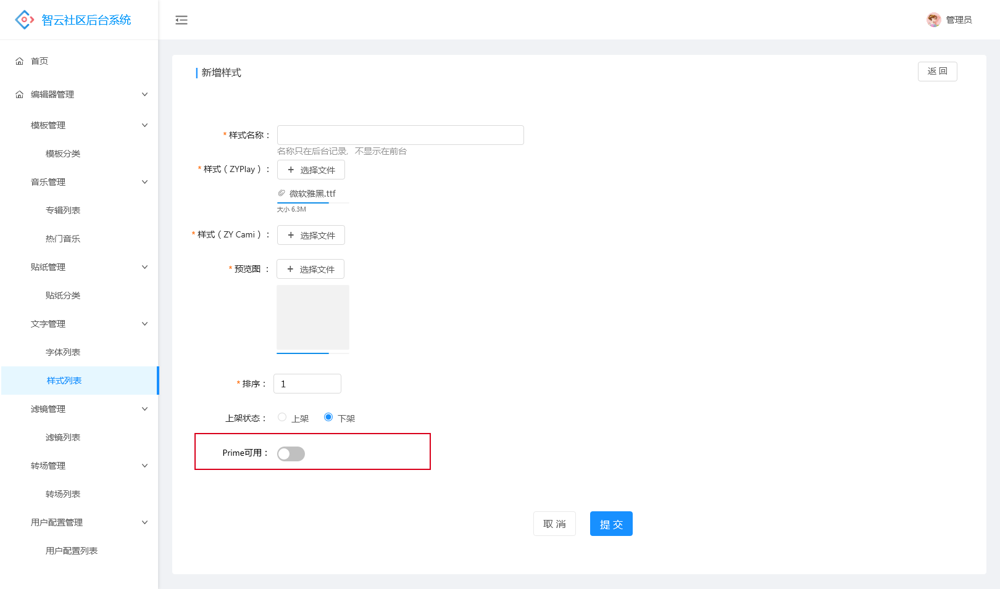 智云社区后台系统
管理员
首页
编辑器管理
模板管理
模板分类
音乐管理
专辑列表
热门音乐
贴纸管理
贴纸分类
文字管理
字体列表
样式列表
滤镜管理
滤镜列表
转场管理
转场列表
用户配置管理
用户配置列表
新增样式
返 回
* 样式名称：
名称只在后台记录, 不显示在前台
* 样式（ZYPlay）： + 选择文件
微软雅黑.ttf
大小 6.3M
* 样式（ZY Cami）： + 选择文件
* 预览图 ： + 选择文件
* 排序： 1
上架状态： 上架 下架
Prime可用：
取 消 提 交